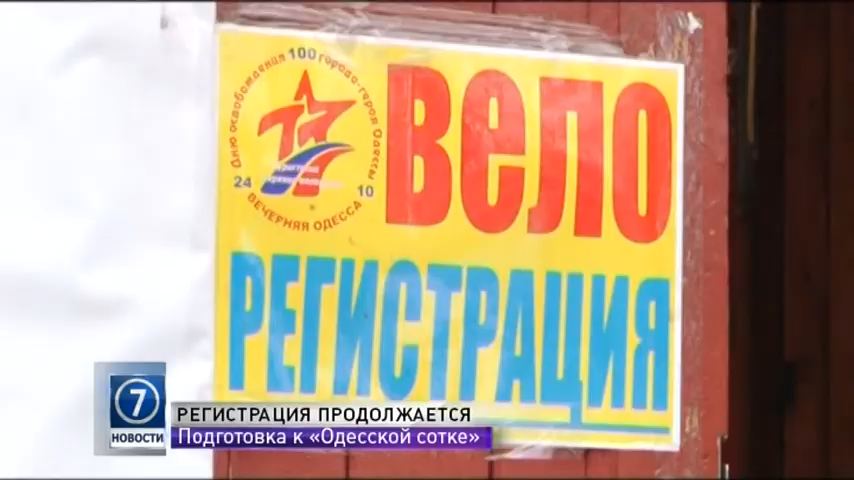 Дню освобождения 100 города-героя Одессы
24
10
ВЕЧЕРНЯЯ ОДЕССА
ВЕЛО
РЕГИСТРАЦИЯ
7
НОВОСТИ
РЕГИСТРАЦИЯ ПРОДОЛЖАЕТСЯ
Подготовка к «Одесской сотке»